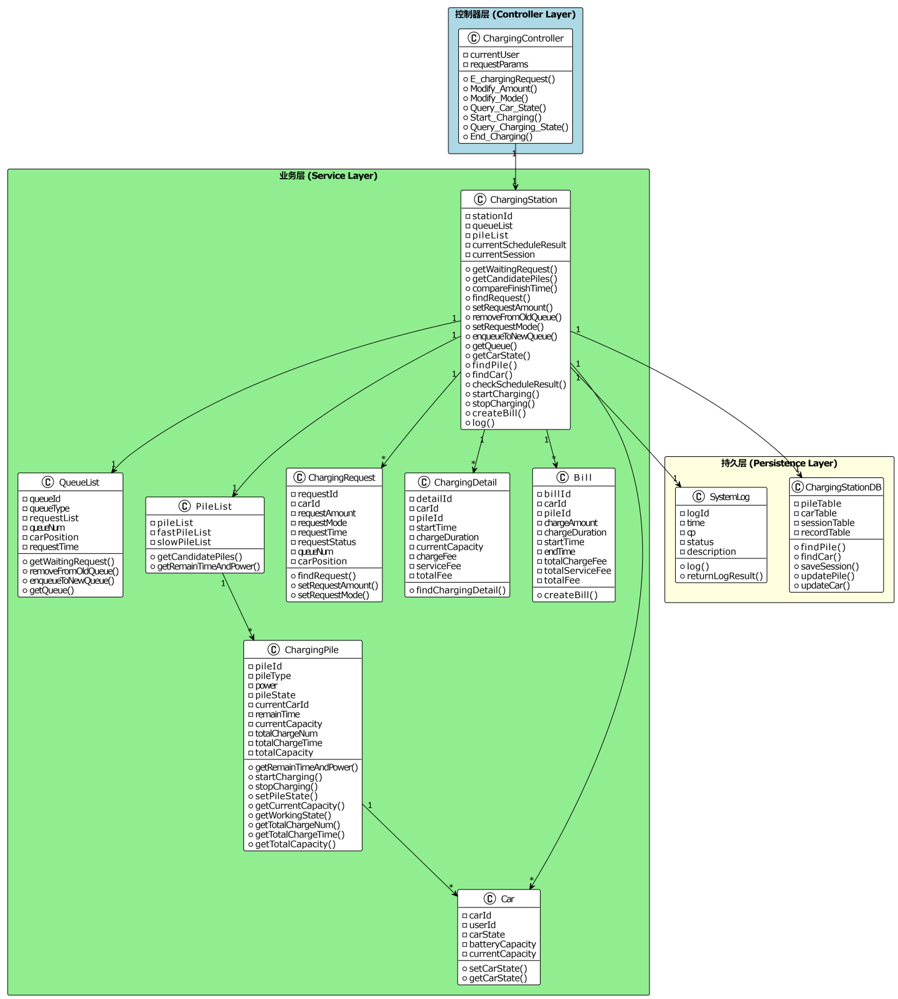 控制器层 (Controller Layer)
C ChargingController
currentUser
requestParams
E_chargingRequest()
Modify_Amount()
Modify_Mode()
Query_Car_State()
Start_Charging()
Query_Charging_State()
End_Charging()
1
1
业务层 (Service Layer)
C ChargingStation
stationId
queueList
pileList
currentScheduleResult
currentSession
getWaitingRequest()
getCandidatePiles()
compareFinishTime()
findRequest()
setRequestAmount()
removeFromOldQueue()
setRequestMode()
enqueueToNewQueue()
getQueue()
getCarState()
findPile()
findCar()
checkScheduleResult()
startCharging()
stopCharging()
createBill()
log()
1
1
1
1
1
1
1
1
1
1
*
*
*
1
1
C QueueList
queueId
queueType
requestList
queueNum
carPosition
requestTime
getWaitingRequest()
removeFromOldQueue()
enqueueToNewQueue()
getQueue()
C PileList
pileList
fastPileList
slowPileList
getCandidatePiles()
getRemainTimeAndPower()
1
*
C ChargingRequest
requestId
carId
requestAmount
requestMode
requestTime
requestStatus
queueNum
carPosition
findRequest()
setRequestAmount()
setRequestMode()
C ChargingDetail
detailId
carId
pileId
startTime
chargeDuration
currentCapacity
chargeFee
serviceFee
totalFee
findChargingDetail()
C Bill
billId
carId
pileId
chargeAmount
chargeDuration
startTime
endTime
totalChargeFee
totalServiceFee
totalFee
createBill()
持久层 (Persistence Layer)
C SystemLog
logId
time
op
status
description
log()
returnLogResult()
C ChargingStationDB
pileTable
carTable
sessionTable
recordTable
findPile()
findCar()
saveSession()
updatePile()
updateCar()
C ChargingPile
pileId
pileType
power
pileState
currentCarId
remainTime
currentCapacity
totalChargeNum
totalChargeTime
totalCapacity
getRemainTimeAndPower()
startCharging()
stopCharging()
setPileState()
getCurrentCapacity()
getWorkingState()
getTotalChargeNum()
getTotalChargeTime()
getTotalCapacity()
1
*
*
C Car
carId
userId
carState
batteryCapacity
currentCapacity
setCarState()
getCarState()